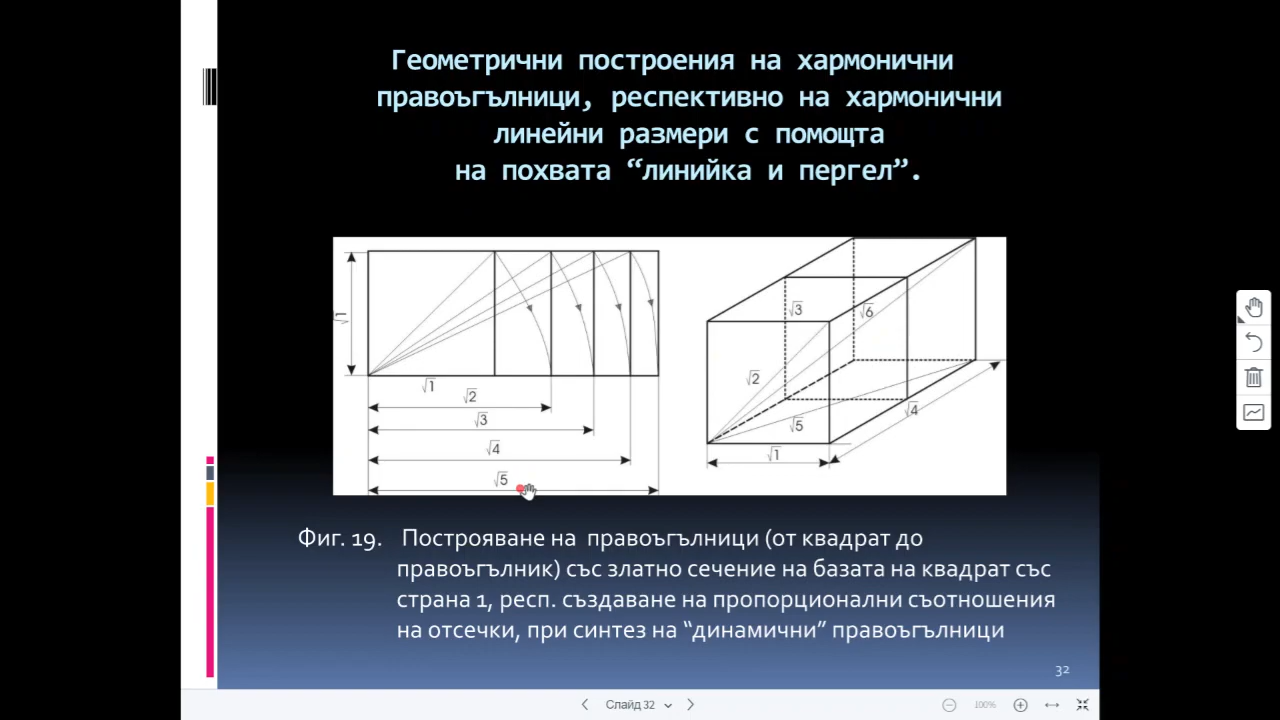 Геометрични построения на хармонични
правоъгълници, респективно на хармонични
линейни размери с помощта
на похвата “линийка и пергел”.
√1
√1
√2
√3
√4
√5
√3
√6
√2
√5
√4
√1
Фиг. 19. Построяване на правоъгълници (от квадрат до
правоъгълник) със златно сечение на базата на квадрат със
страна 1, респ. създаване на пропорционални съотношения
на отсечки, при синтез на “динамични” правоъгълници
32
Слайд 32
100%